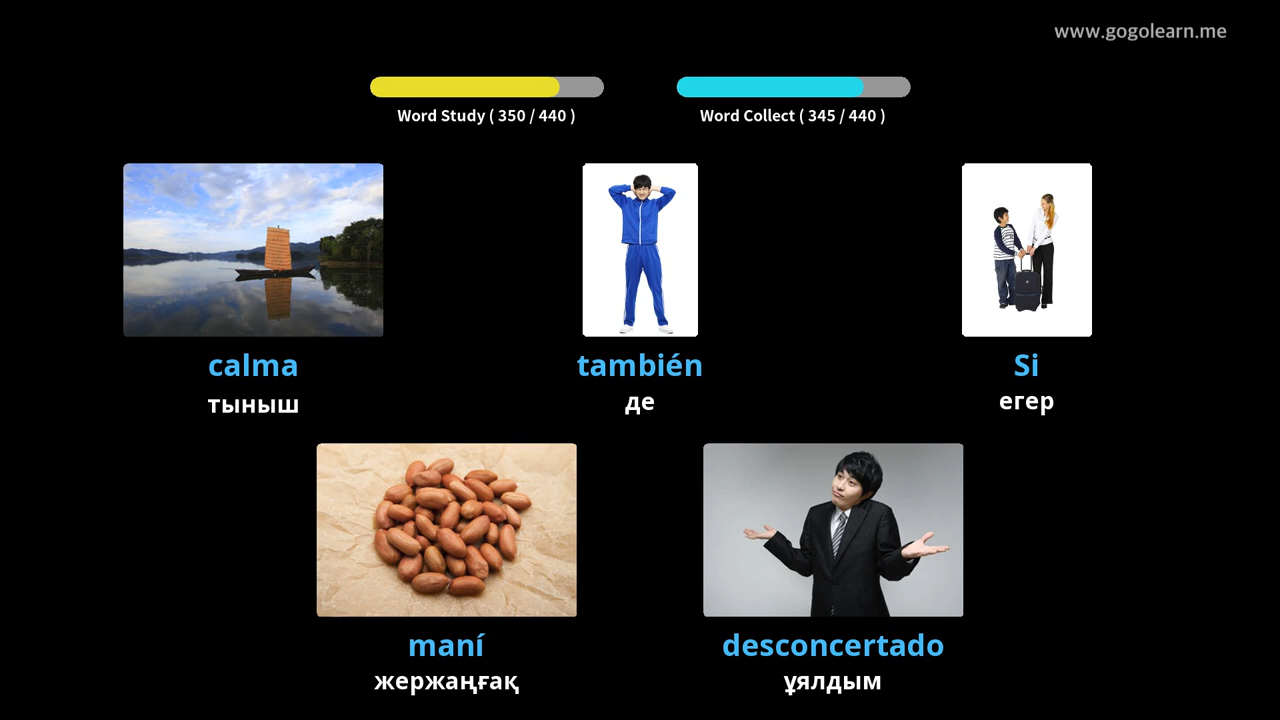 www.gogolearn.me
Word Study ( 350 / 440 )
Word Collect ( 345 / 440 )
calma
тыныш
también
де
Si
егер
maní
жержаңғақ
desconcertado
ұялдым